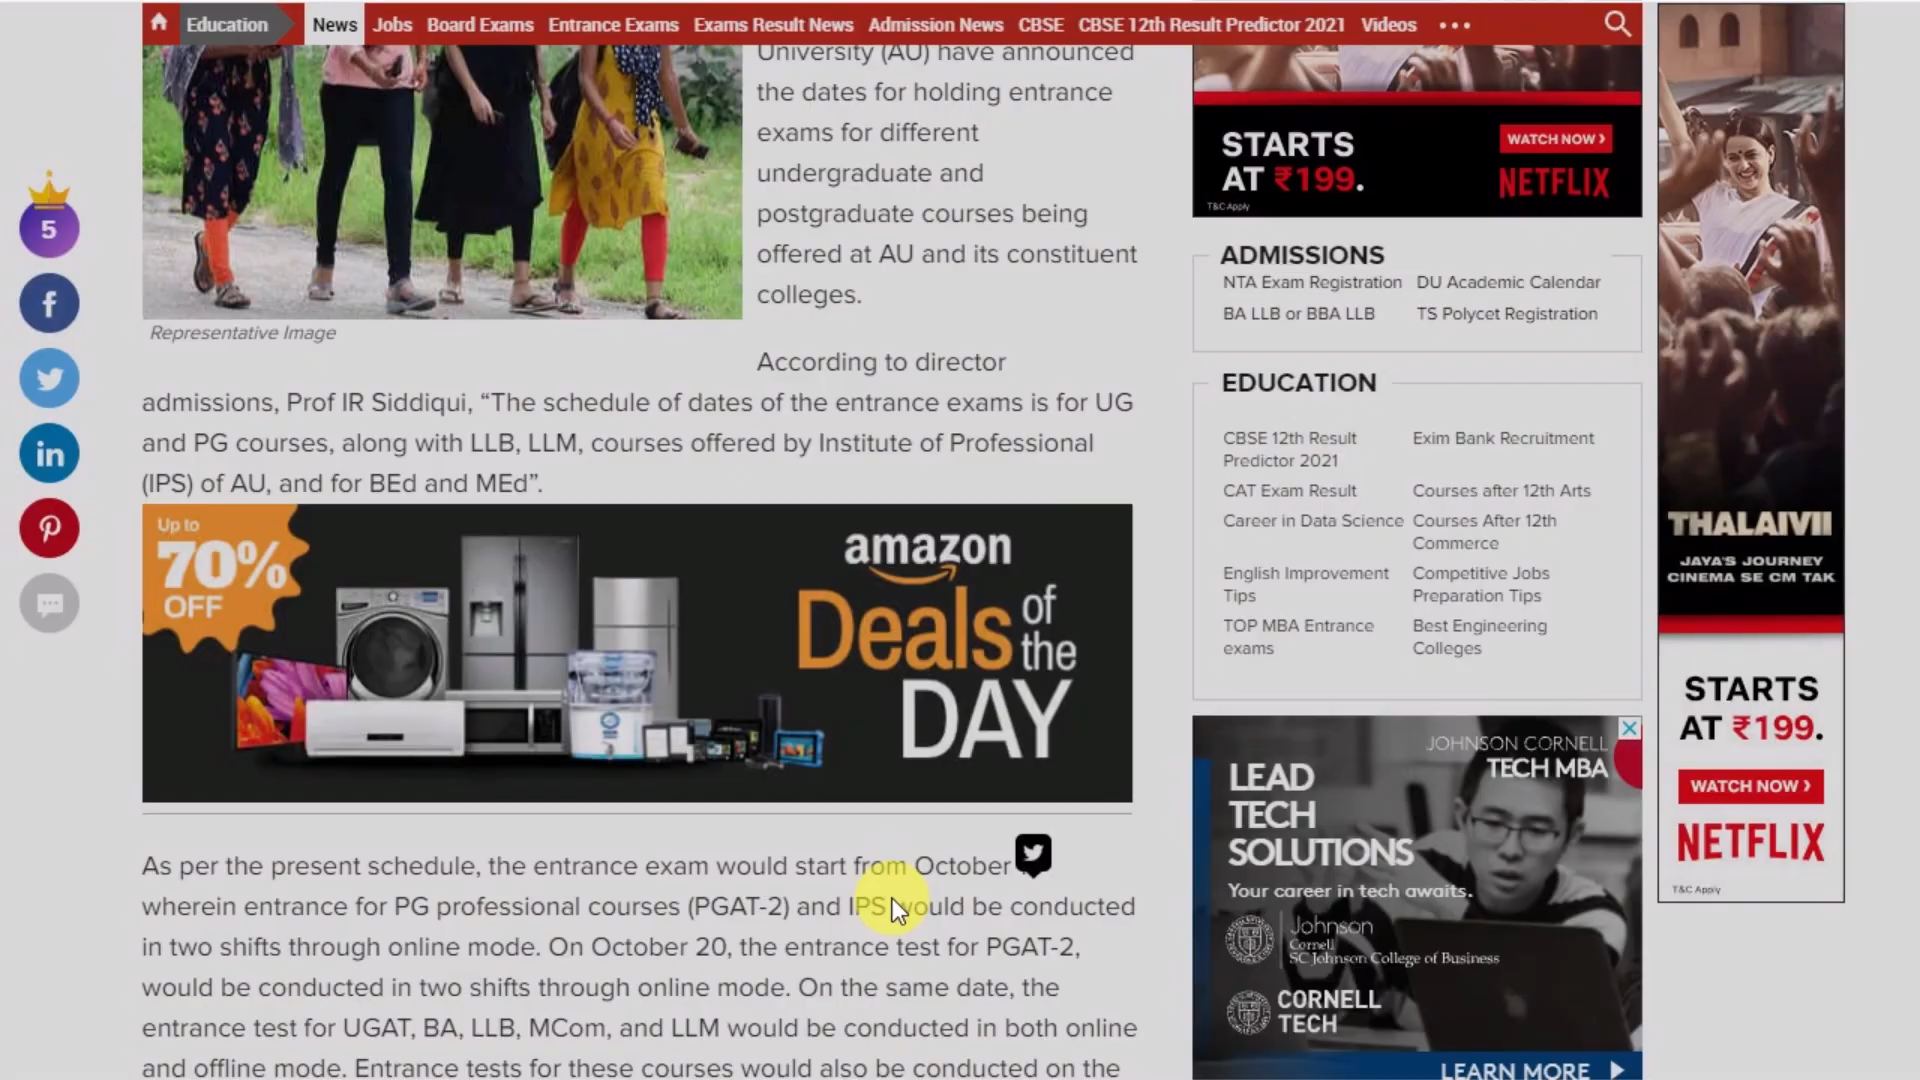 Education
News
Jobs
Board Exams
Entrance Exams
Exams Result News
Admission News
CBSE
CBSE 12th Result Predictor 2021
Videos
5
University (AU) have announced
the dates for holding entrance
exams for different
undergraduate and
postgraduate courses being
offered at AU and its constituent
colleges.
Representative Image
According to director
admissions, Prof IR Siddiqui, “The schedule of dates of the entrance exams is for UG
and PG courses, along with LLB, LLM, courses offered by Institute of Professional
(IPS) of AU, and for BEd and MEd”.
Up to
70%
OFF
amazon
Deals of
the
DAY
As per the present schedule, the entrance exam would start from October
wherein entrance for PG professional courses (PGAT-2) and IPS would be conducted
in two shifts through online mode. On October 20, the entrance test for PGAT-2,
would be conducted in two shifts through online mode. On the same date, the
entrance test for UGAT, BA, LLB, MCom, and LLM would be conducted in both online
and offline mode. Entrance tests for these courses would also be conducted on the
STARTS
AT ₹199.
WATCH NOW ›
NETFLIX
T&C Apply
ADMISSIONS
NTA Exam Registration
DU Academic Calendar
BA LLB or BBA LLB
TS Polycet Registration
EDUCATION
CBSE 12th Result
Predictor 2021
Exim Bank Recruitment
CAT Exam Result
Courses after 12th Arts
Career in Data Science
Courses After 12th
Commerce
English Improvement
Tips
Competitive Jobs
Preparation Tips
TOP MBA Entrance
exams
Best Engineering
Colleges
JOHNSON CORNELL
TECH MBA
LEAD
TECH
SOLUTIONS
Your career in tech awaits.
Johnson
Cornell
SC Johnson College of Business
CORNELL
TECH
LEARN MORE
THALAIVII
JAYA'S JOURNEY
CINEMA SE CM TAK
STARTS
AT ₹199.
WATCH NOW ›
NETFLIX
T&C Apply